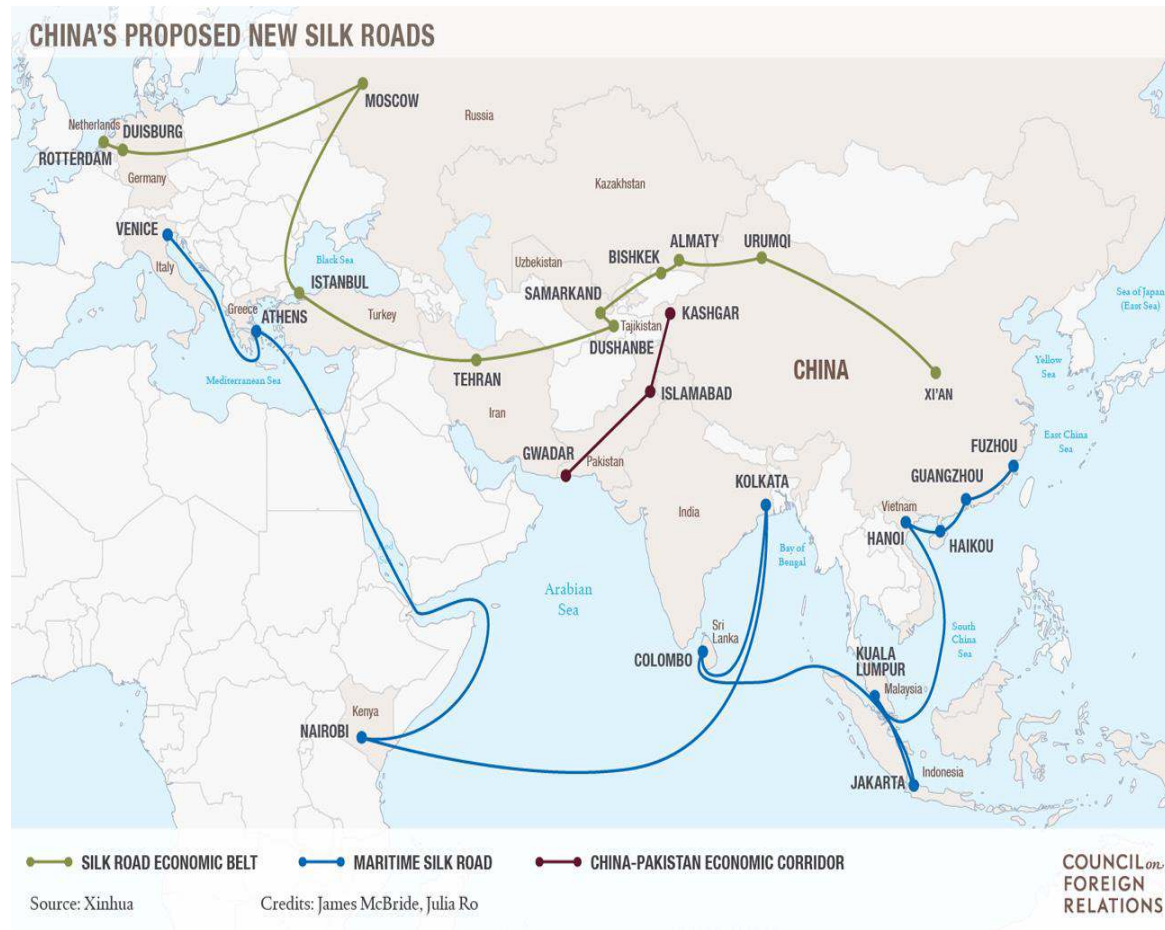 CHINA'S PROPOSED NEW SILK ROADS
MOSCOW
Russia
Netherlands
DUISBURG
ROTTERDAM
Germany
Kazakhstan
VENICE
Italy
Black Sea
ISTANBUL
Greece
ATHENS
Turkey
Mediterranean Sea
Uzbekistan
BISHKEK
ALMATY
URUMQI
SAMARKAND
Tajikistan
DUSHANBE
KASHGAR
TEHRAN
Iran
ISLAMABAD
CHINA
XI'AN
Sea of Japan
(East Sea)
Yellow
Sea
East China
Sea
GWADAR
Pakistan
KOLKATA
India
FUZHOU
GUANGZHOU
Vietnam
HANOI
HAIKOU
Bay of
Bengal
Arabian
Sea
Sri
Lanka
COLOMBO
South
China
Sea
KUALA
LUMPUR
Malaysia
Kenya
NAIROBI
JAKARTA
Indonesia
SILK ROAD ECONOMIC BELT
MARITIME SILK ROAD
CHINA-PAKISTAN ECONOMIC CORRIDOR
Source: Xinhua
Credits: James McBride, Julia Ro
COUNCIL on
FOREIGN
RELATIONS